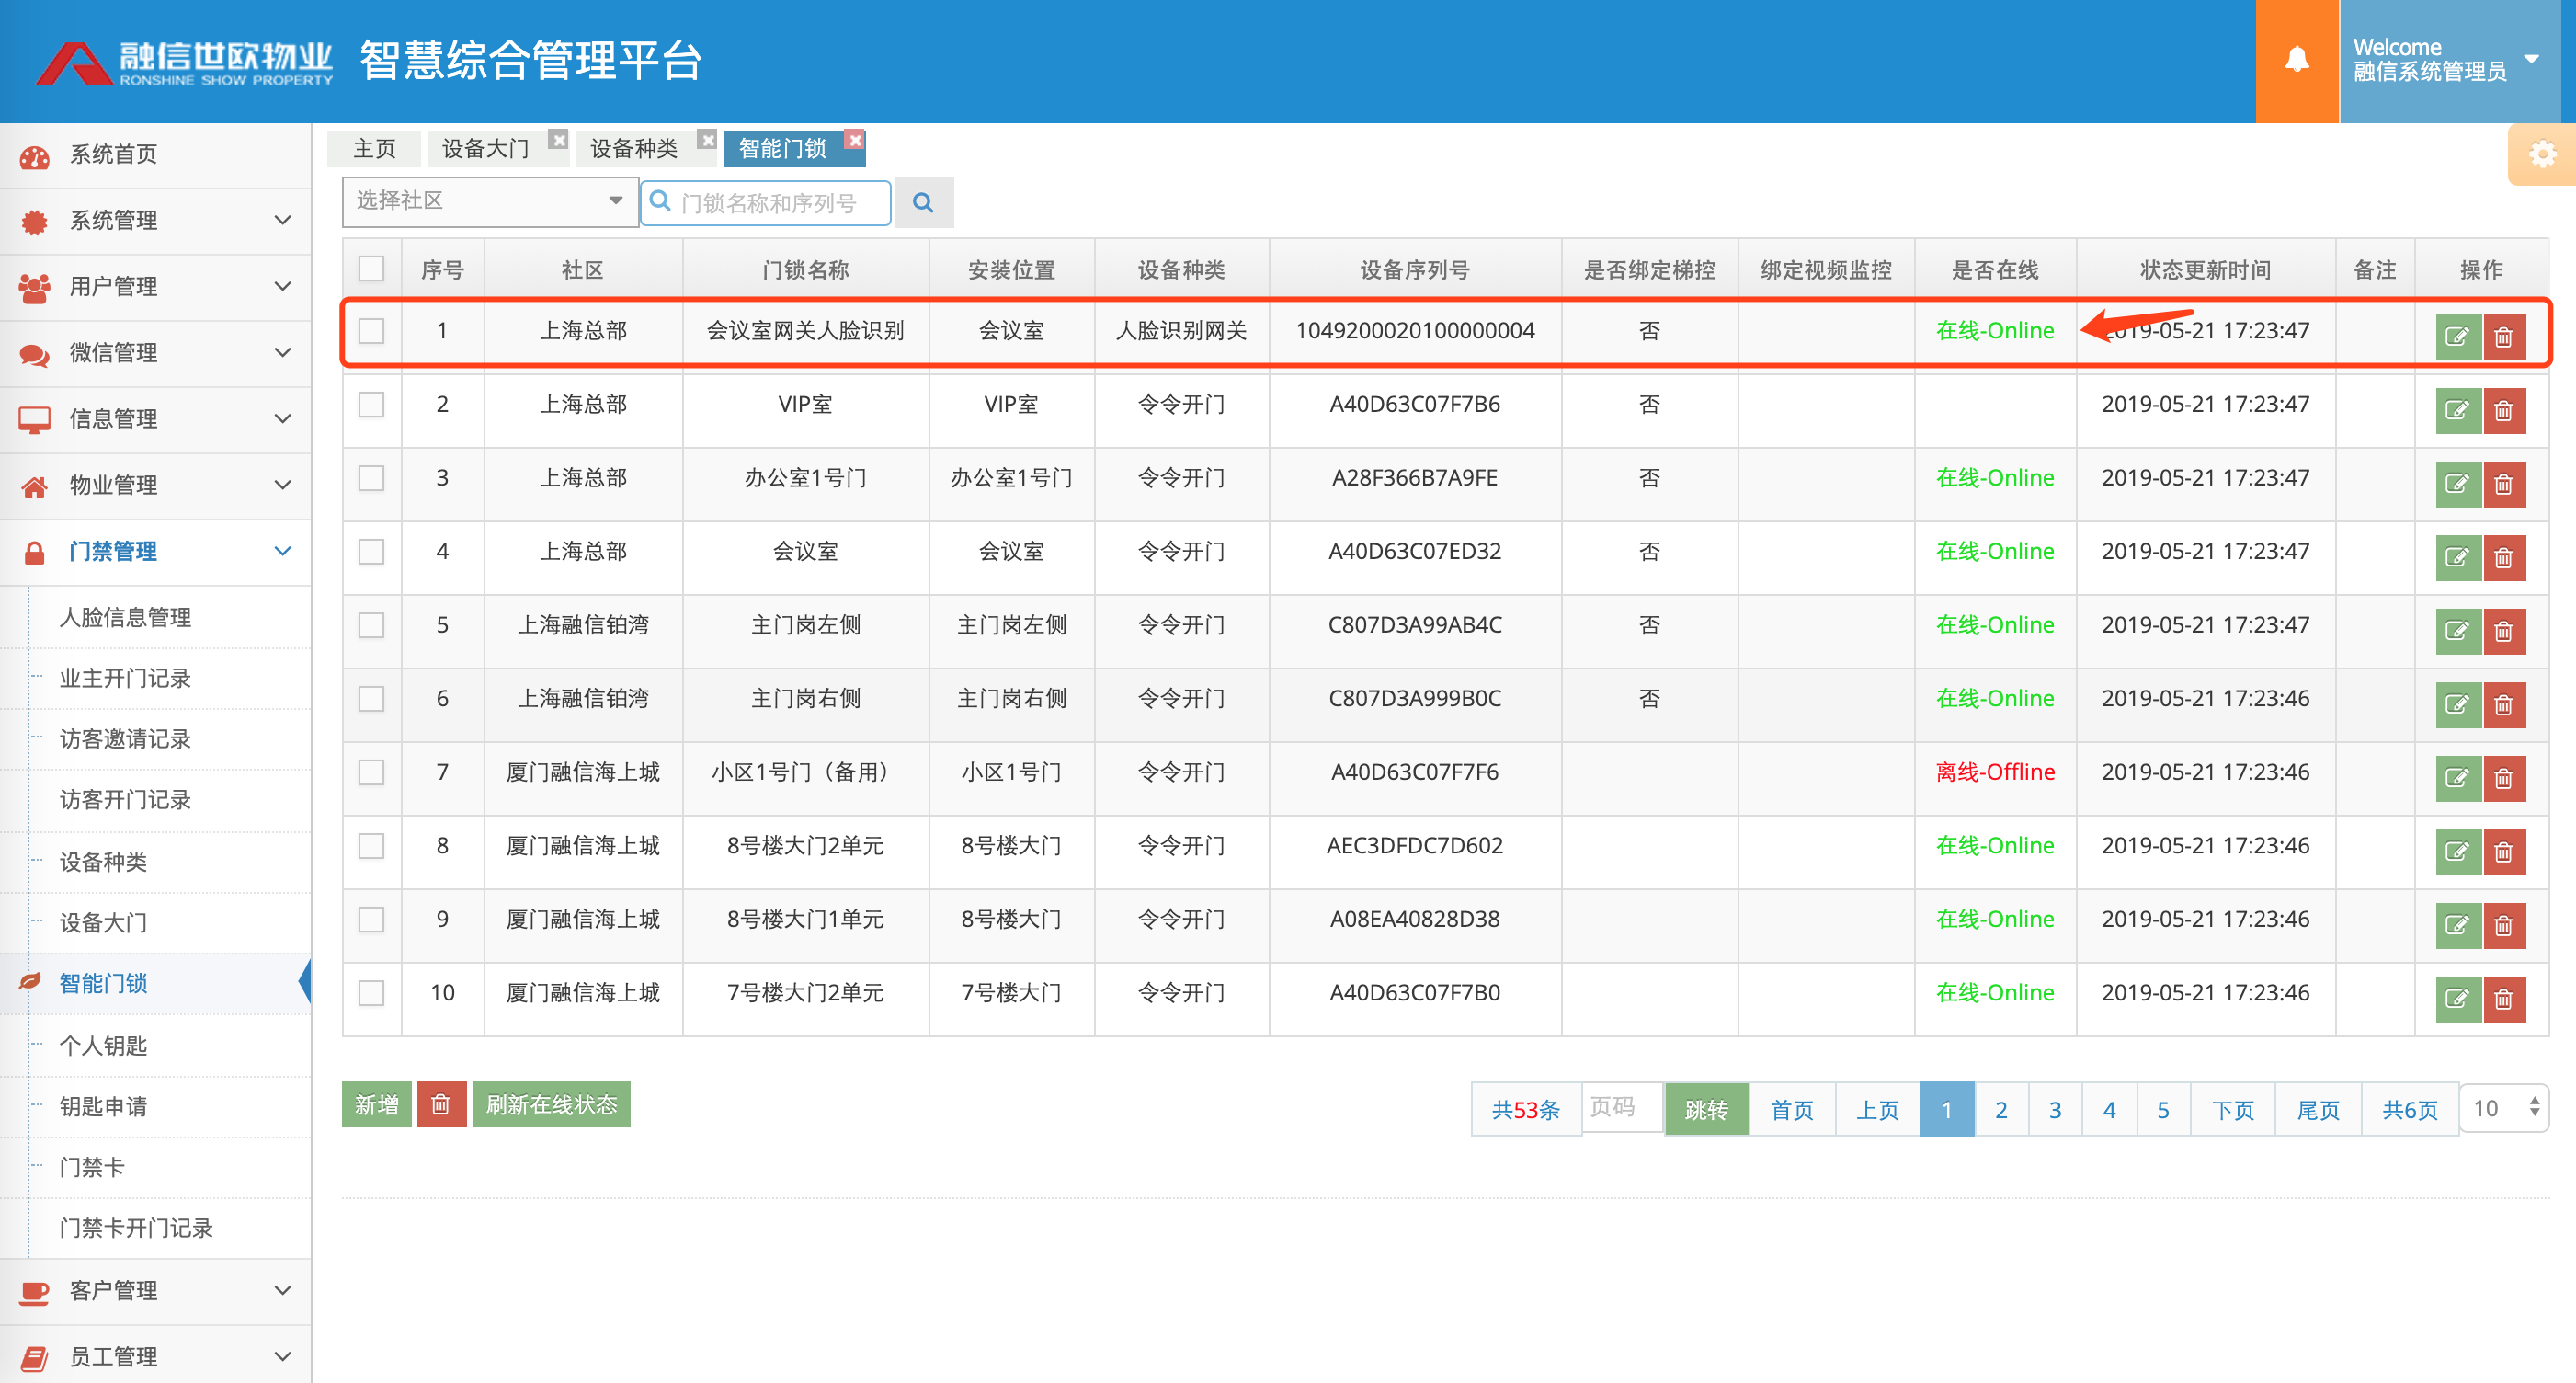 融信世欧物业
RONSHINE SHOW PROPERTY
智慧综合管理平台
Welcome
融信系统管理员
系统首页
系统管理
用户管理
微信管理
信息管理
物业管理
门禁管理
人脸信息管理
业主开门记录
访客邀请记录
访客开门记录
设备种类
设备大门
智能门锁
个人钥匙
钥匙申请
门禁卡
门禁卡开门记录
客户管理
员工管理
主页 设备大门 设备种类 智能门锁
选择社区 门锁名称和序列号
序号 社区 门锁名称 安装位置 设备种类 设备序列号 是否绑定梯控 绑定视频监控 是否在线 状态更新时间 备注 操作
1 上海总部 会议室网关人脸识别 会议室 人脸识别网关 1049200020100000004 否 在线-Online 2019-05-21 17:23:47
2 上海总部 VIP室 VIP室 令令开门 A40D63C07F7B6 否 2019-05-21 17:23:47
3 上海总部 办公室1号门 办公室1号门 令令开门 A28F366B7A9FE 否 在线-Online 2019-05-21 17:23:47
4 上海总部 会议室 会议室 令令开门 A40D63C07ED32 否 在线-Online 2019-05-21 17:23:47
5 上海融信铂湾 主门岗左侧 主门岗左侧 令令开门 C807D3A99AB4C 否 在线-Online 2019-05-21 17:23:47
6 上海融信铂湾 主门岗右侧 主门岗右侧 令令开门 C807D3A999B0C 否 在线-Online 2019-05-21 17:23:46
7 厦门融信海上城 小区1号门（备用） 小区1号门 令令开门 A40D63C07F7F6 离线-Offline 2019-05-21 17:23:46
8 厦门融信海上城 8号楼大门2单元 8号楼大门 令令开门 AEC3DFDC7D602 在线-Online 2019-05-21 17:23:46
9 厦门融信海上城 8号楼大门1单元 8号楼大门 令令开门 A08EA40828D38 在线-Online 2019-05-21 17:23:46
10 厦门融信海上城 7号楼大门2单元 7号楼大门 令令开门 A40D63C07F7B0 在线-Online 2019-05-21 17:23:46
新增 刷新在线状态
共53条 页码 跳转 首页 上页 1 2 3 4 5 下页 尾页 共6页 10